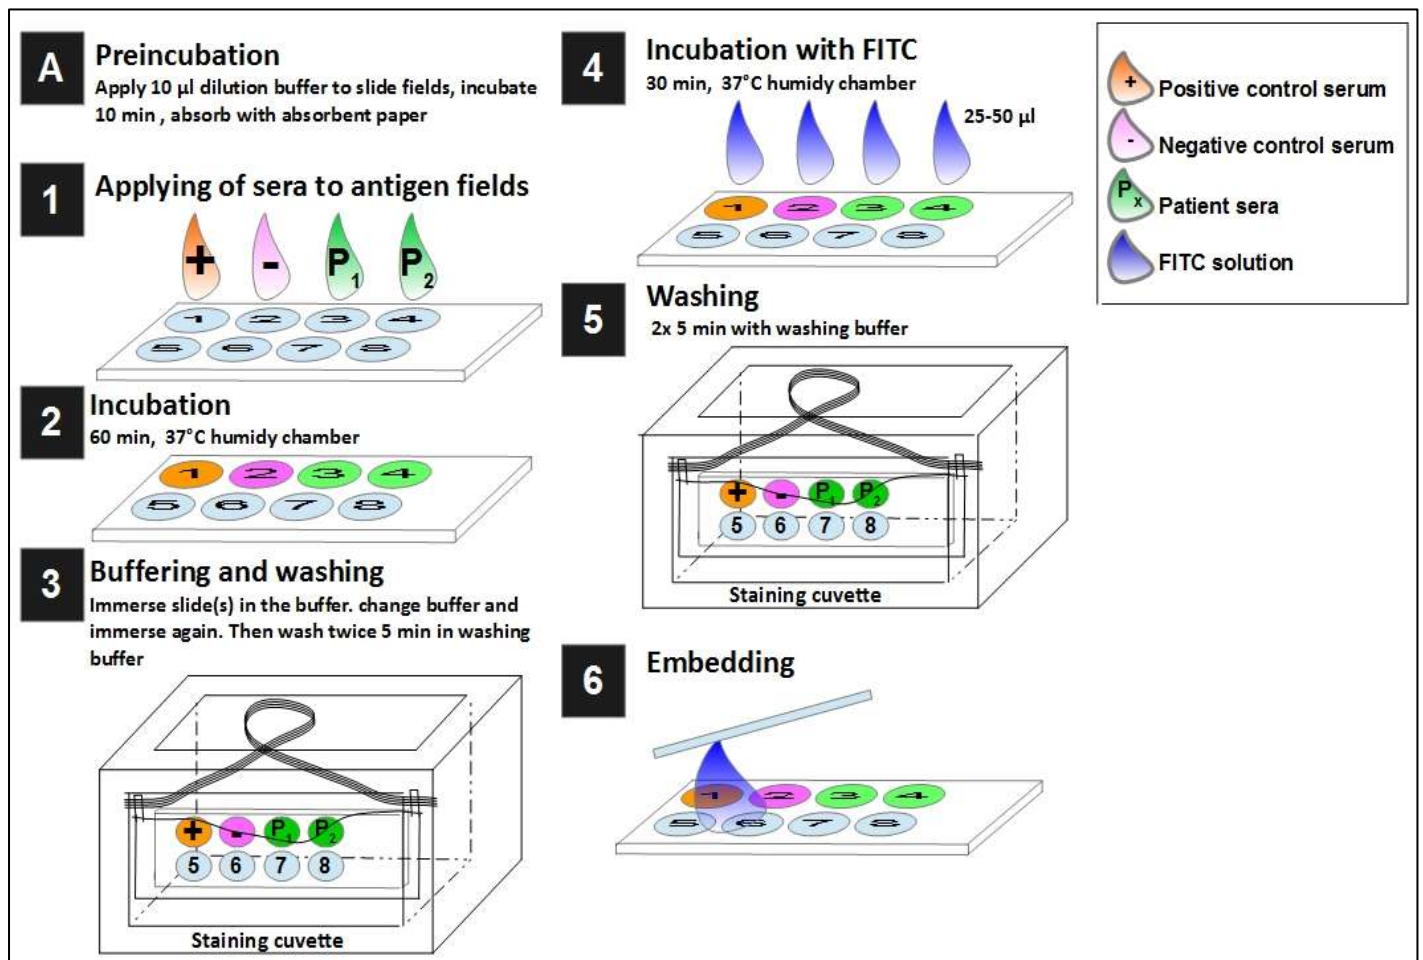 A
Preincubation
Apply 10 µl dilution buffer to slide fields, incubate
10 min , absorb with absorbent paper
1
Applying of sera to antigen fields
+ - P1 P2
1 2 3 4
5 6 7 8
2
Incubation
60 min, 37°C humidy chamber
1 2 3 4
5 6 7 8
3
Buffering and washing
Immerse slide(s) in the buffer. change buffer and
immerse again. Then wash twice 5 min in washing
buffer
+ - P1 P2
5 6 7 8
Staining cuvette
4
Incubation with FITC
30 min, 37°C humidy chamber
25-50 µl
1 2 3 4
5 6 7 8
5
Washing
2x 5 min with washing buffer
+ - P1 P2
5 6 7 8
Staining cuvette
6
Embedding
1 2 3 4
5 6 7 8
+ Positive control serum
- Negative control serum
Px Patient sera
FITC solution